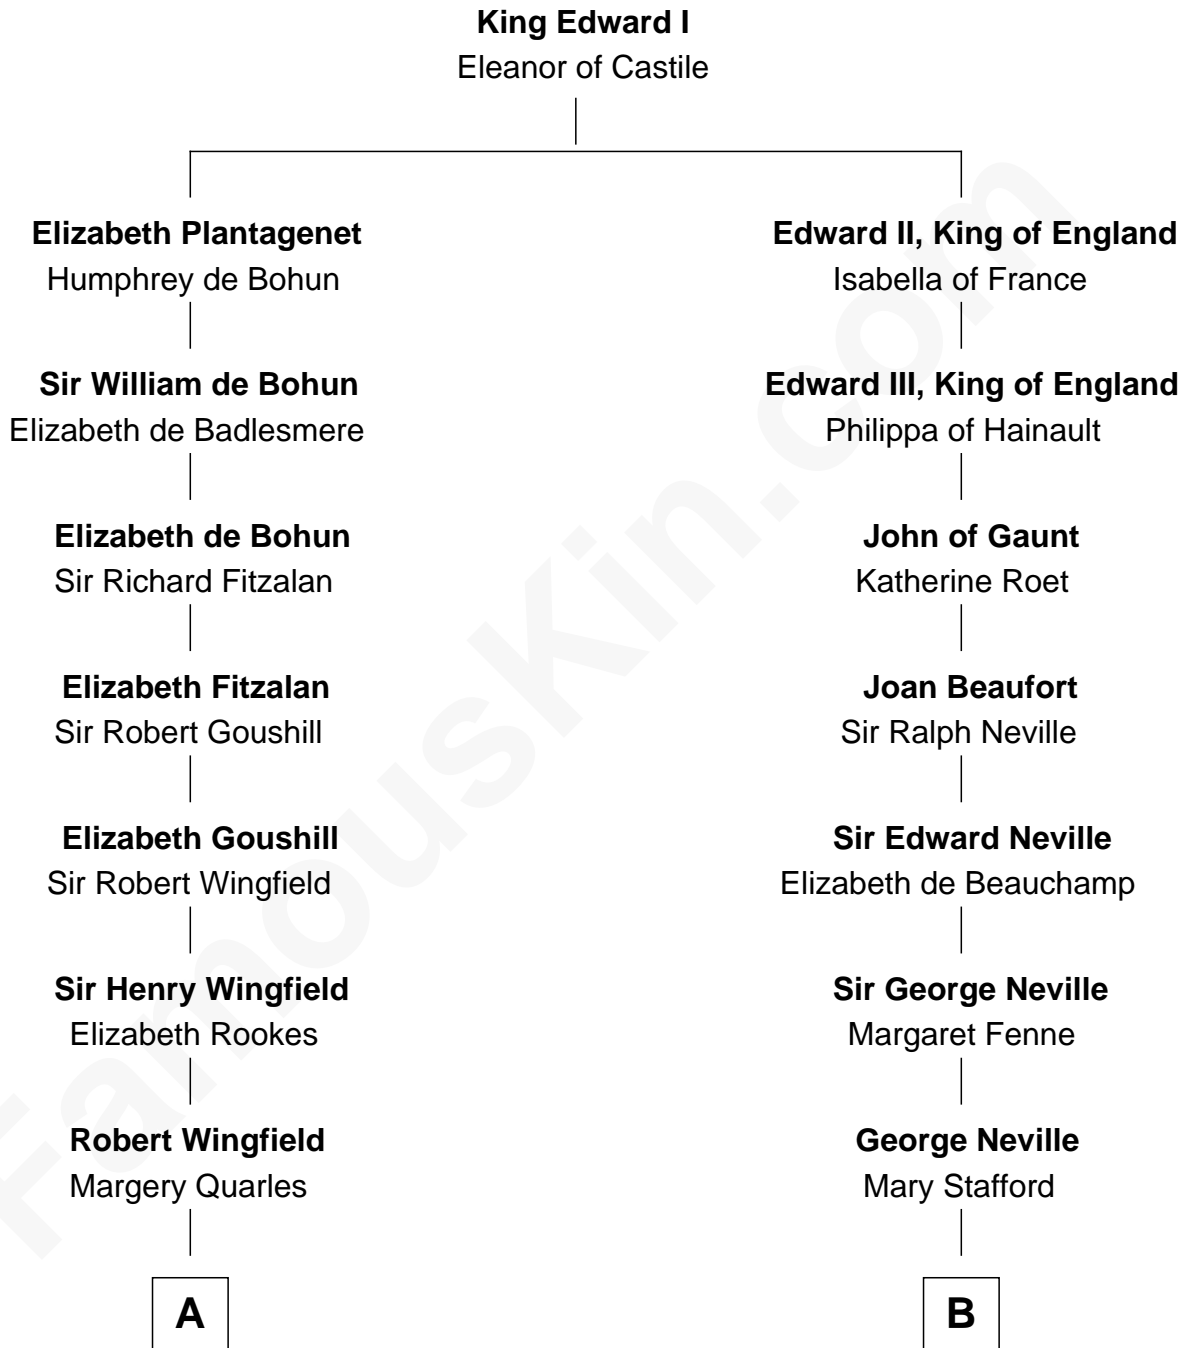 King Edward I
Eleanor of Castile
Elizabeth Plantagenet
Humphrey de Bohun
Edward II, King of England
Isabella of France
Sir William de Bohun
Elizabeth de Badlesmere
Edward III, King of England
Philippa of Hainault
Elizabeth de Bohun
Sir Richard Fitzalan
John of Gaunt
Katherine Roet
Elizabeth Fitzalan
Sir Robert Goushill
Joan Beaufort
Sir Ralph Neville
Elizabeth Goushill
Sir Robert Wingfield
Sir Edward Neville
Elizabeth de Beauchamp
Sir Henry Wingfield
Elizabeth Rookes
Sir George Neville
Margaret Fenne
Robert Wingfield
Margery Quarles
George Neville
Mary Stafford
A
B
FamousKin.com